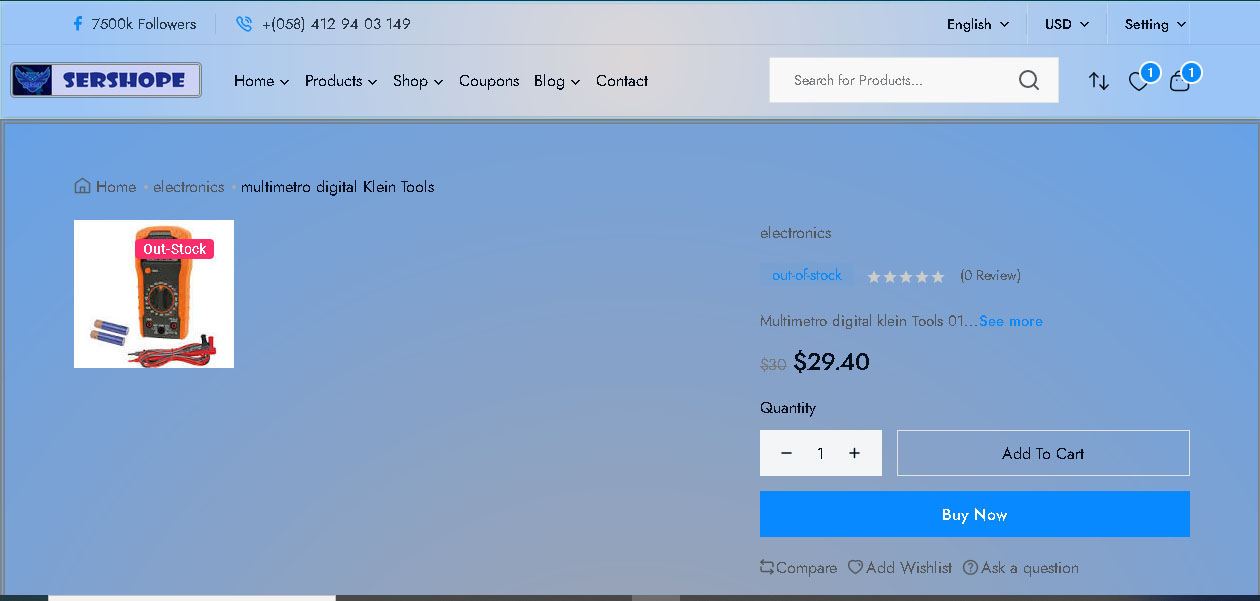 7500k Followers
+(058) 412 94 03 149
English
USD
Setting
SERSHOPE
Home
Products
Shop
Coupons
Blog
Contact
Search for Products...
1
1
Home • electronics • multimetro digital Klein Tools
Out-Stock
electronics
out-of-stock
(0 Review)
Multimetro digital klein Tools 01...See more
$30 $29.40
Quantity
− 1 +
Add To Cart
Buy Now
Compare
Add Wishlist
Ask a question